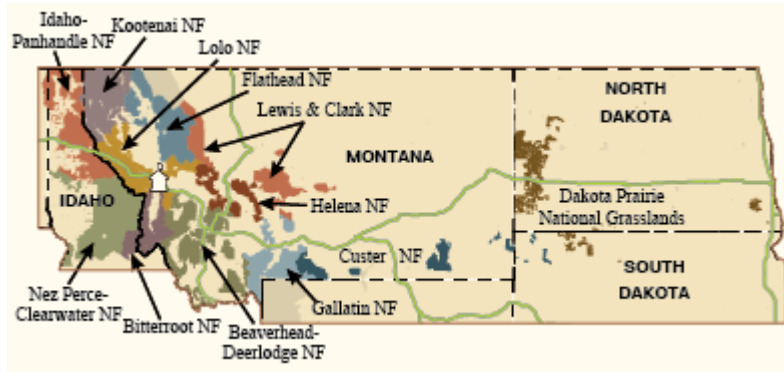 Idaho-
Panhandle NF
Kootenai NF
Lolo NF
Flathead NF
Lewis & Clark NF
NORTH
DAKOTA
MONTANA
IDAHO
Helena NF
Dakota Prairie
National Grasslands
Custer NF
SOUTH
DAKOTA
Nez Perce-
Clearwater NF
Bitterroot NF
Beaverhead-
Deerlodge NF
Gallatin NF